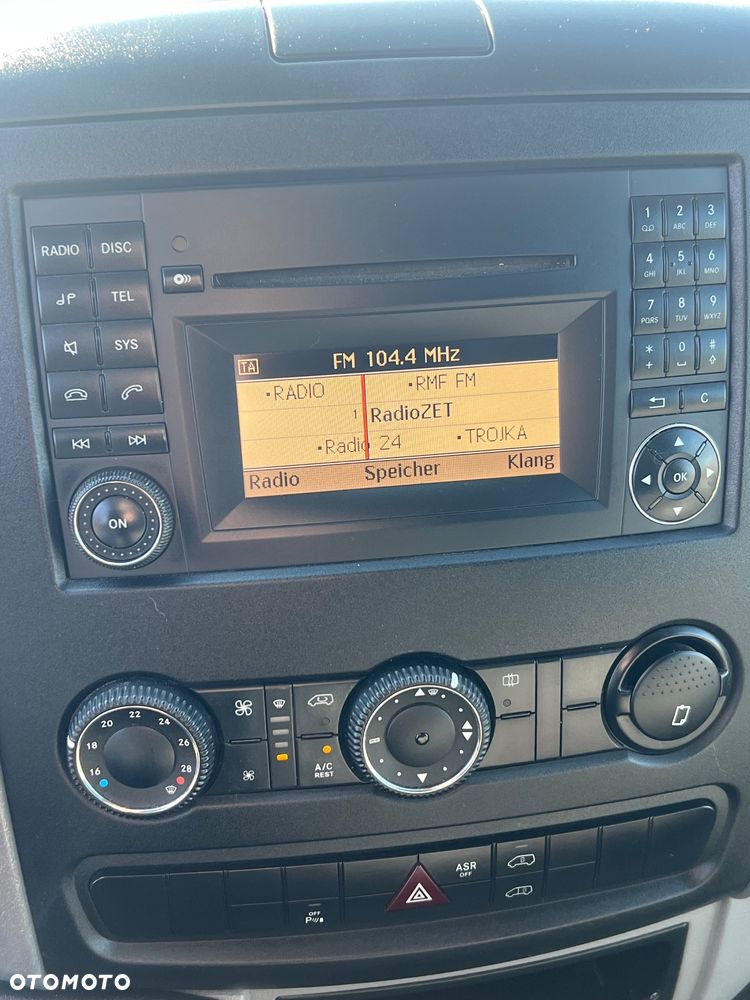 RADIO DISC
TEL
SYS
ON
TA FM 104.4 MHz
•RADIO •RMF FM
1 RadioZET
•Radio 24 •TROJKA
Radio Speicher Klang
1 2 ABC 3 DEF
4 GHI 5 JKL 6 MNO
7 PQRS 8 TUV 9 WXYZ
* + 0 #
C
OK
16 18 20 22 24 26 28
A/C
REST
ASR
OFF
OFF
P
OTOMOTO